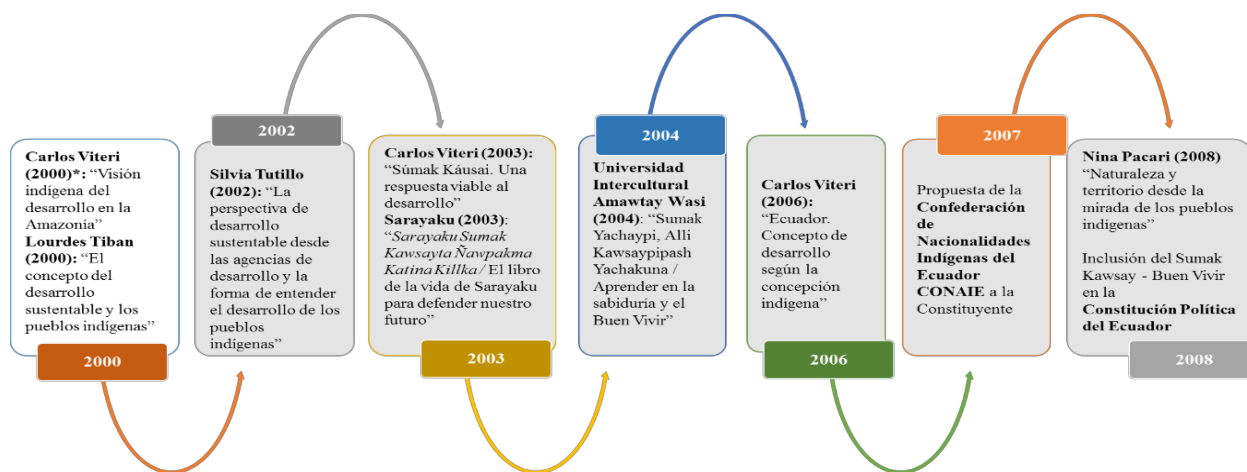 Carlos Viteri
(2000)*: “Visión
indígena del
desarrollo en la
Amazonía”
Lourdes Tiban
(2000): “El
concepto del
desarrollo
sustentable y los
pueblos indígenas”
2000
2002
Silvia Tutillo
(2002): “La
perspectiva de
desarrollo
sustentable desde
las agencias de
desarrollo y la
forma de entender
el desarrollo de los
pueblos
indígenas”
Carlos Viteri (2003):
“Súmak Káusai. Una
respuesta viable al
desarrollo”
Sarayaku (2003):
“Sarayaku Sumak
Kawsayta Ñawpakma
Katina Killka / El libro
de la vida de Sarayaku
para defender nuestro
futuro”
2003
2004
Universidad
Intercultural
Amawtay Wasi
(2004): “Sumak
Yachaypi, Alli
Kawsaypipash
Yachakuna /
Aprender en la
sabiduría y el
Buen Vivir”
Carlos Viteri
(2006):
“Ecuador.
Concepto de
desarrollo
según la
concepción
indigena”
2006
2007
Propuesta de la
Confederación
de
Nacionalidades
Indígenas del
Ecuador
CONAIE a la
Constituyente
Nina Pacari (2008)
“Naturaleza y
territorio desde la
mirada de los pueblos
indígenas”
Inclusión del Sumak
Kawsay - Buen Vivir
en la
Constitución Política
del Ecuador
2008